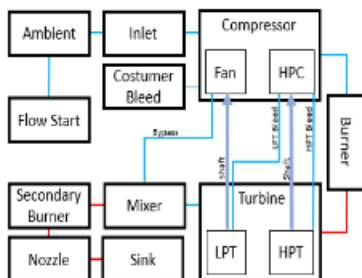 Ambient
Inlet
Compressor
Fan
HPC
Costumer
Bleed
Flow Start
Bypass
Shaft
LPT Bleed
Shaft
HPT Bleed
Burner
Secondary
Burner
Mixer
Turbine
LPT
HPT
Nozzle
Sink